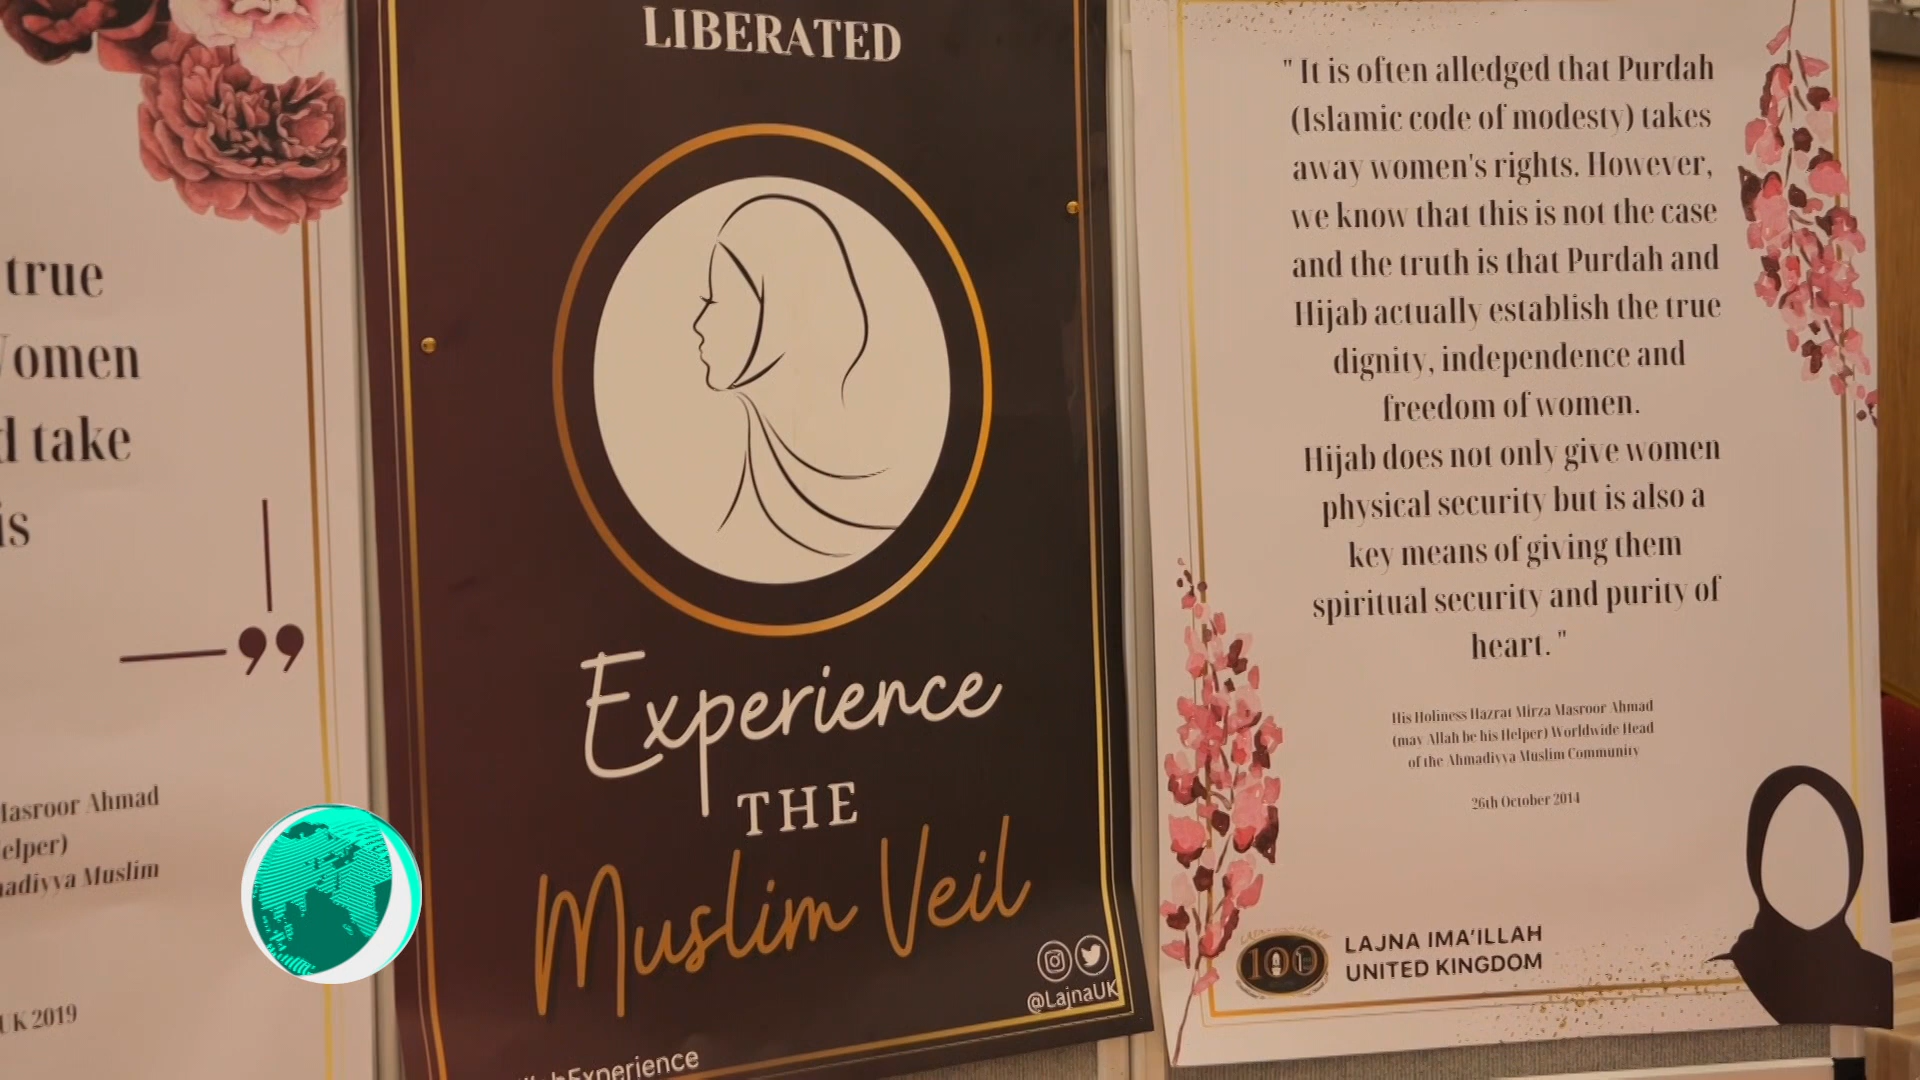 true
Women
take
is
”
Masroor Ahmad
Helper)
Muslim
UK 2019
LIBERATED
Experience
THE
Muslim Veil
@LajnaUK
Experience
" It is often alledged that Purdah
(Islamic code of modesty) takes
away women's rights. However,
we know that this is not the case
and the truth is that Purdah and
Hijab actually establish the true
dignity, independence and
freedom of women.
Hijab does not only give women
physical security but is also a
key means of giving them
spiritual security and purity of
heart. "
His Holiness Hazrat Mirza Masroor Ahmad
(may Allah be his Helper) Worldwide Head
of the Ahmadiyya Muslim Community
26th October 2014
100
LAJNA IMA'ILLAH
UNITED KINGDOM